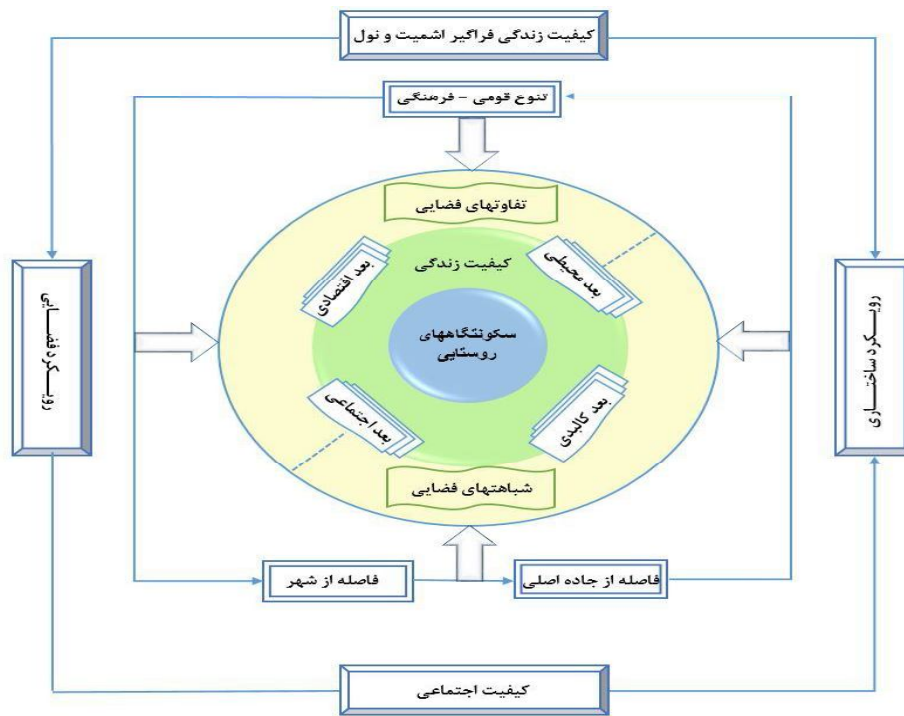 کیفیت زندگی فراگیر اشمیت و نول
تنوع قومی - فرهنگی
تفاوتهای فضایی
بعد محیطی
بعد اقتصادی
کیفیت زندگی
سکونتگاههای
روستایی
رویکرد ساختاری
رویکرد فضایی
بعد کالبدی
بعد اجتماعی
شباهتهای فضایی
فاصله از جاده اصلی
فاصله از شهر
کیفیت اجتماعی